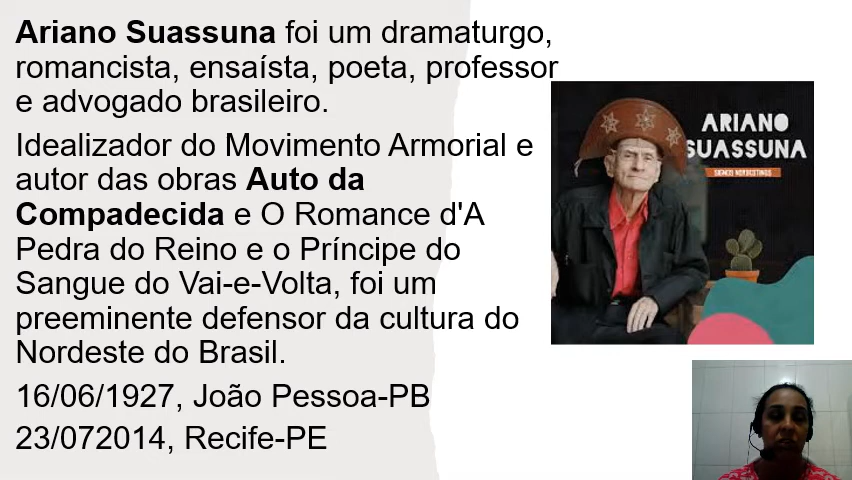 Ariano Suassuna foi um dramaturgo,
romancista, ensaísta, poeta, professor
e advogado brasileiro.
Idealizador do Movimento Armorial e
autor das obras Auto da
Compadecida e O Romance d'A
Pedra do Reino e o Príncipe do
Sangue do Vai-e-Volta, foi um
preeminente defensor da cultura do
Nordeste do Brasil.
16/06/1927, João Pessoa-PB
23/072014, Recife-PE
ARIANO
SUASSUNA
SIGNOS NORDESTINOS